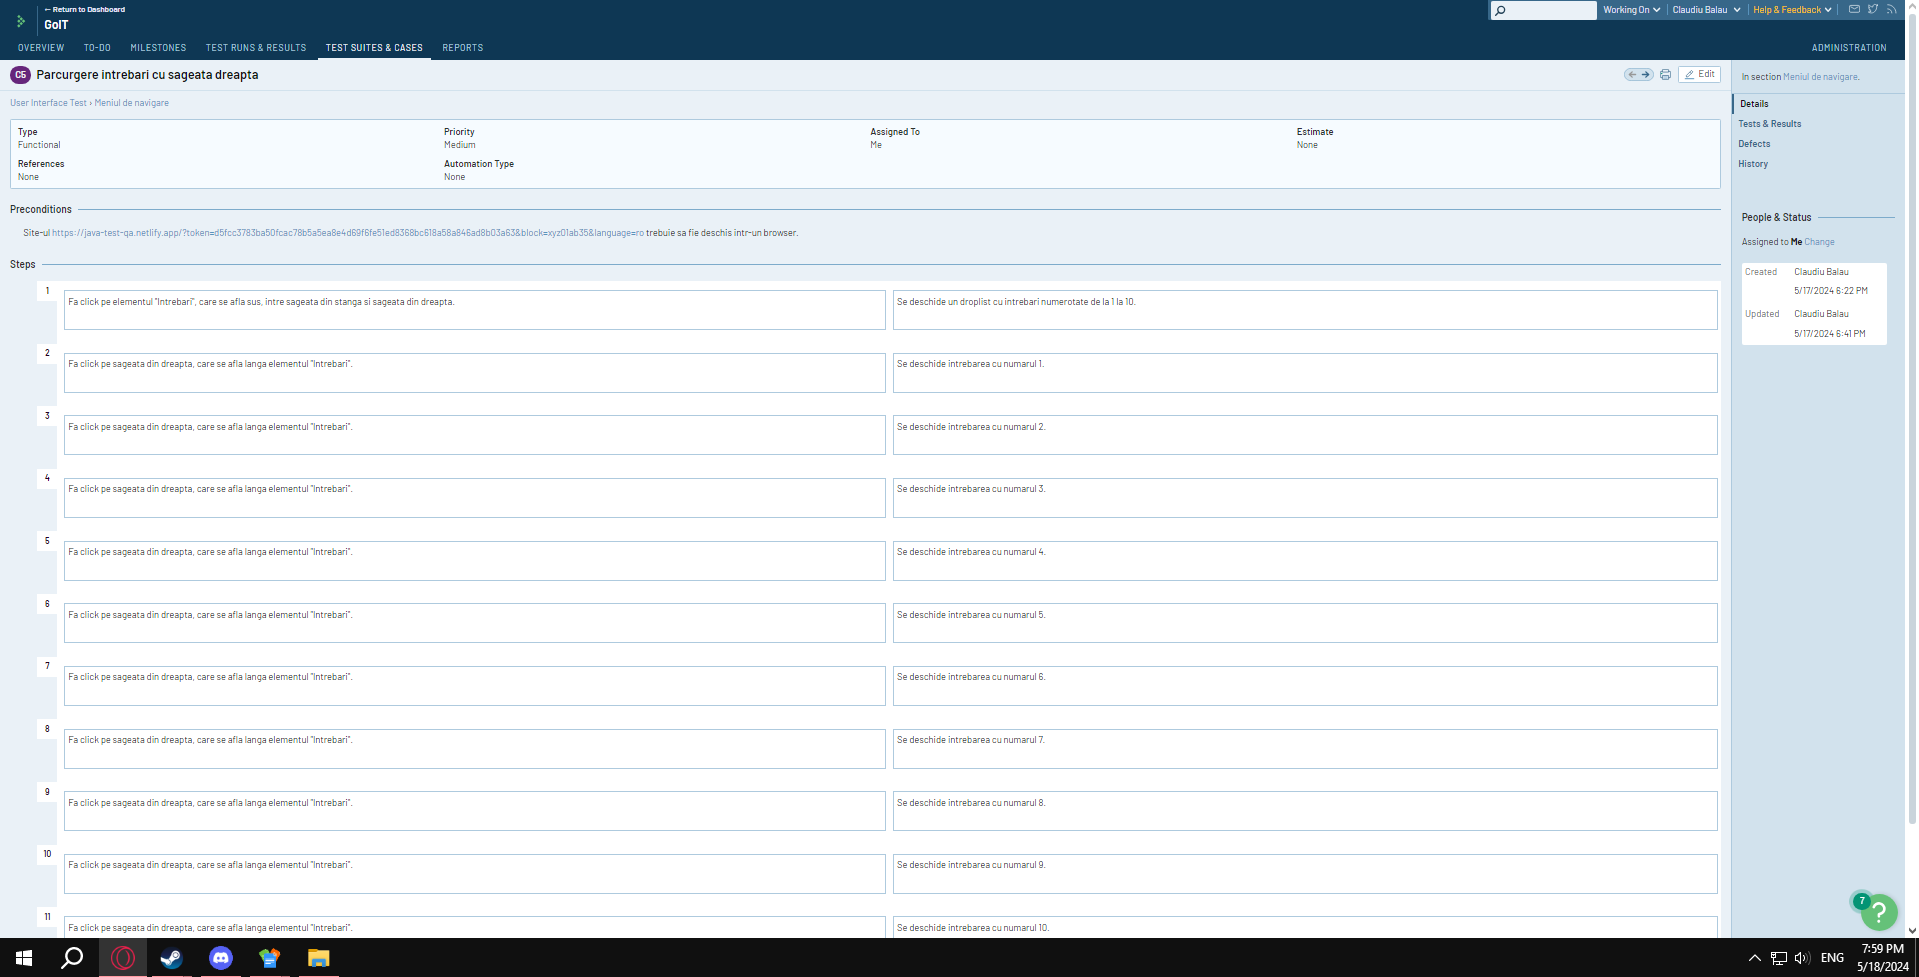 ← Return to Dashboard
GoIT
Working On
Claudiu Balau
Help & Feedback
OVERVIEW TO-DO MILESTONES TEST RUNS & RESULTS TEST SUITES & CASES REPORTS ADMINISTRATION
C5 Parcurgere intrebari cu sageata dreapta
Edit
User Interface Test › Meniul de navigare
Type
Functional
Priority
Medium
Assigned To
Me
Estimate
None
References
None
Automation Type
None
Preconditions
Site-ul https://java-test-qa.netlify.app/?token=d5fcc3783ba50fcac78b5a5ea8e4d69f6fe51ed8368bc618a58a846ad8b03a63&block=xyz01ab35&language=ro trebuie sa fie deschis intr-un browser.
Steps
1 Fa click pe elementul "Intrebari", care se afla sus, intre sageata din stanga si sageata din dreapta. Se deschide un droplist cu intrebari numerotate de la 1 la 10.
2 Fa click pe sageata din dreapta, care se afla langa elementul "Intrebari". Se deschide intrebarea cu numarul 1.
3 Fa click pe sageata din dreapta, care se afla langa elementul "Intrebari". Se deschide intrebarea cu numarul 2.
4 Fa click pe sageata din dreapta, care se afla langa elementul "Intrebari". Se deschide intrebarea cu numarul 3.
5 Fa click pe sageata din dreapta, care se afla langa elementul "Intrebari". Se deschide intrebarea cu numarul 4.
6 Fa click pe sageata din dreapta, care se afla langa elementul "Intrebari". Se deschide intrebarea cu numarul 5.
7 Fa click pe sageata din dreapta, care se afla langa elementul "Intrebari". Se deschide intrebarea cu numarul 6.
8 Fa click pe sageata din dreapta, care se afla langa elementul "Intrebari". Se deschide intrebarea cu numarul 7.
9 Fa click pe sageata din dreapta, care se afla langa elementul "Intrebari". Se deschide intrebarea cu numarul 8.
10 Fa click pe sageata din dreapta, care se afla langa elementul "Intrebari". Se deschide intrebarea cu numarul 9.
11 Fa click pe sageata din dreapta, care se afla langa elementul "Intrebari". Se deschide intrebarea cu numarul 10.
In section Meniul de navigare.
Details
Tests & Results
Defects
History
People & Status
Assigned to Me Change
Created Claudiu Balau
5/17/2024 6:22 PM
Updated Claudiu Balau
5/17/2024 6:41 PM
7
?
ENG
7:59 PM
5/18/2024